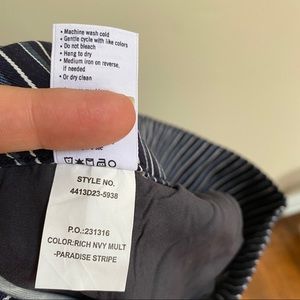 • Machine wash cold
• Gentle cycle with like colors
• Do not bleach
• Hang to dry
• Medium iron on reverse,
if needed
• Or dry clean
STYLE NO.
4413D23-5938
P.O.:231316
COLOR:RICH NVY MULT
-PARADISE STRIPE